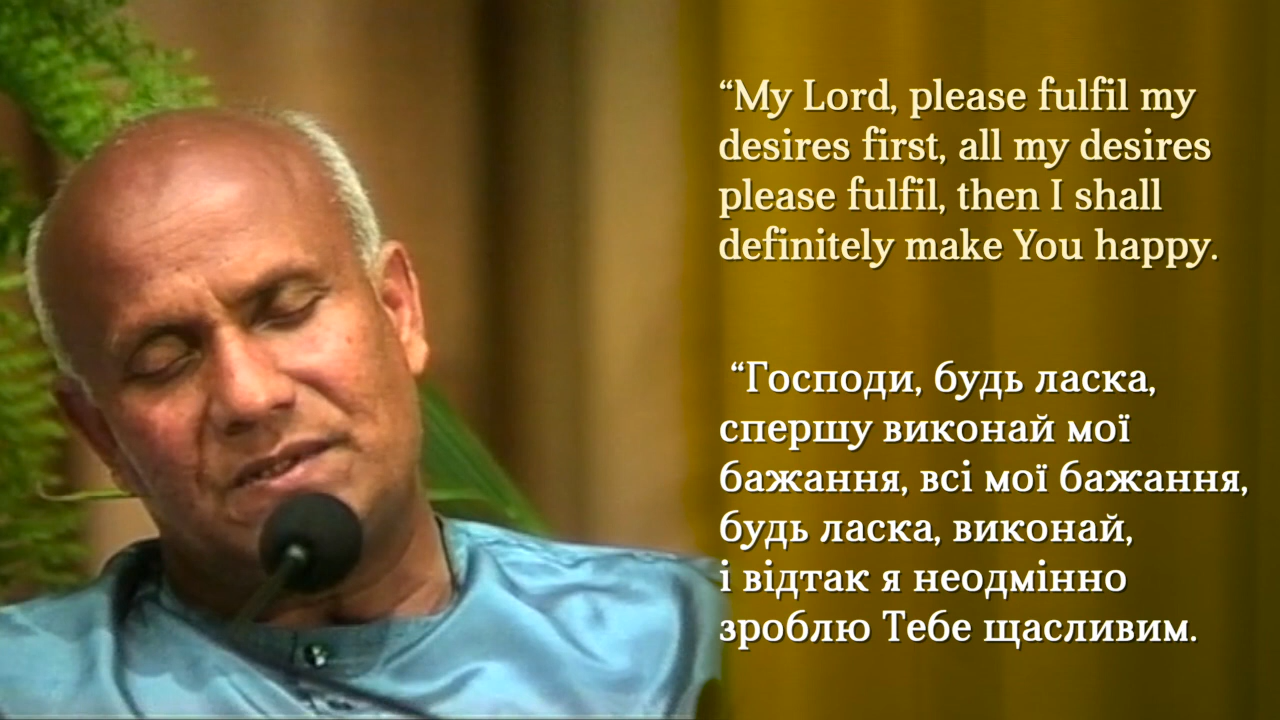 “My Lord, please fulfil my
desires first, all my desires
please fulfil, then I shall
definitely make You happy.
“Господи, будь ласка,
спершу виконай мої
бажання, всі мої бажання,
будь ласка, виконай,
і відтак я неодмінно
зроблю Тебе щасливим.